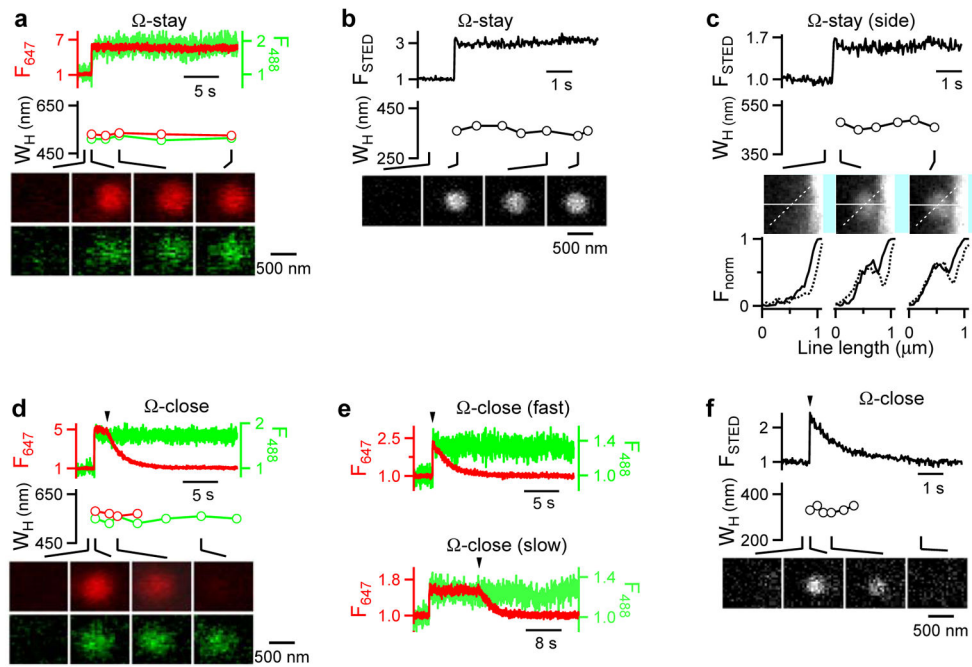 a
Ω-stay
F647
7
1
2
1
F488
5 s
WH (nm)
650
450
500 nm
b
Ω-stay
FSTED
3
1
1 s
WH (nm)
450
250
500 nm
c
Ω-stay (side)
FSTED
1.7
1.0
1 s
WH (nm)
550
350
Fnorm
1
0
0 1 0 1 0 1
Line length (μm)
d
Ω-close
F647
5
1
2
1
F488
5 s
WH (nm)
650
450
500 nm
e
Ω-close (fast)
F647
2.5
1.0
1.4
1.0
F488
5 s
Ω-close (slow)
F647
1.8
1.0
1.4
1.0
F488
8 s
f
Ω-close
FSTED
2
1
1 s
WH (nm)
400
200
500 nm